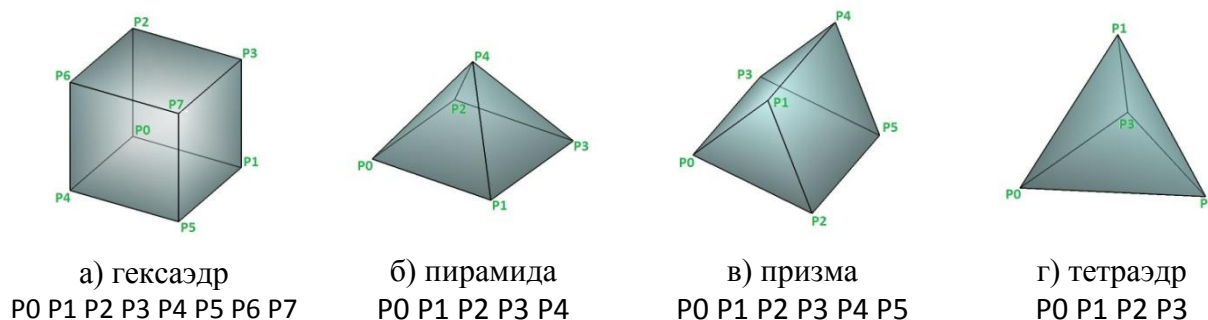 P2
P3
P6
P7
P0
P1
P4
P5
P4
P2
P3
P0
P1
P4
P3
P1
P5
P0
P2
P1
P3
P0
P
а) гексаэдр
P0 P1 P2 P3 P4 P5 P6 P7
б) пирамида
P0 P1 P2 P3 P4
в) призма
P0 P1 P2 P3 P4 P5
г) тетраэдр
P0 P1 P2 P3